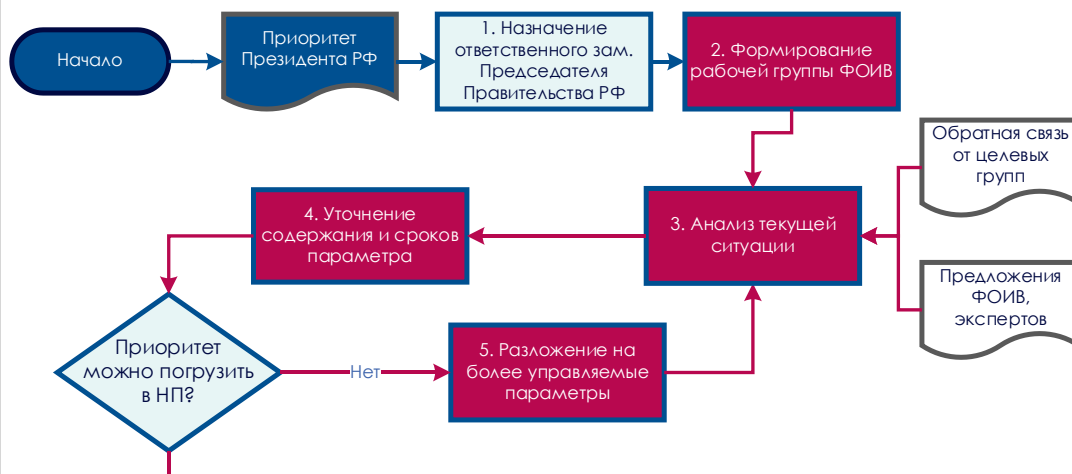 Начало
Приоритет
Президента РФ
1. Назначение
ответственного зам.
Председателя
Правительства РФ
2. Формирование
рабочей группы ФОИВ
Обратная связь
от целевых
групп
3. Анализ текущей
ситуации
4. Уточнение
содержания и сроков
параметра
Предложения
ФОИВ,
экспертов
Приоритет
можно погрузить
в НП?
Нет
5. Разложение на
более управляемые
параметры